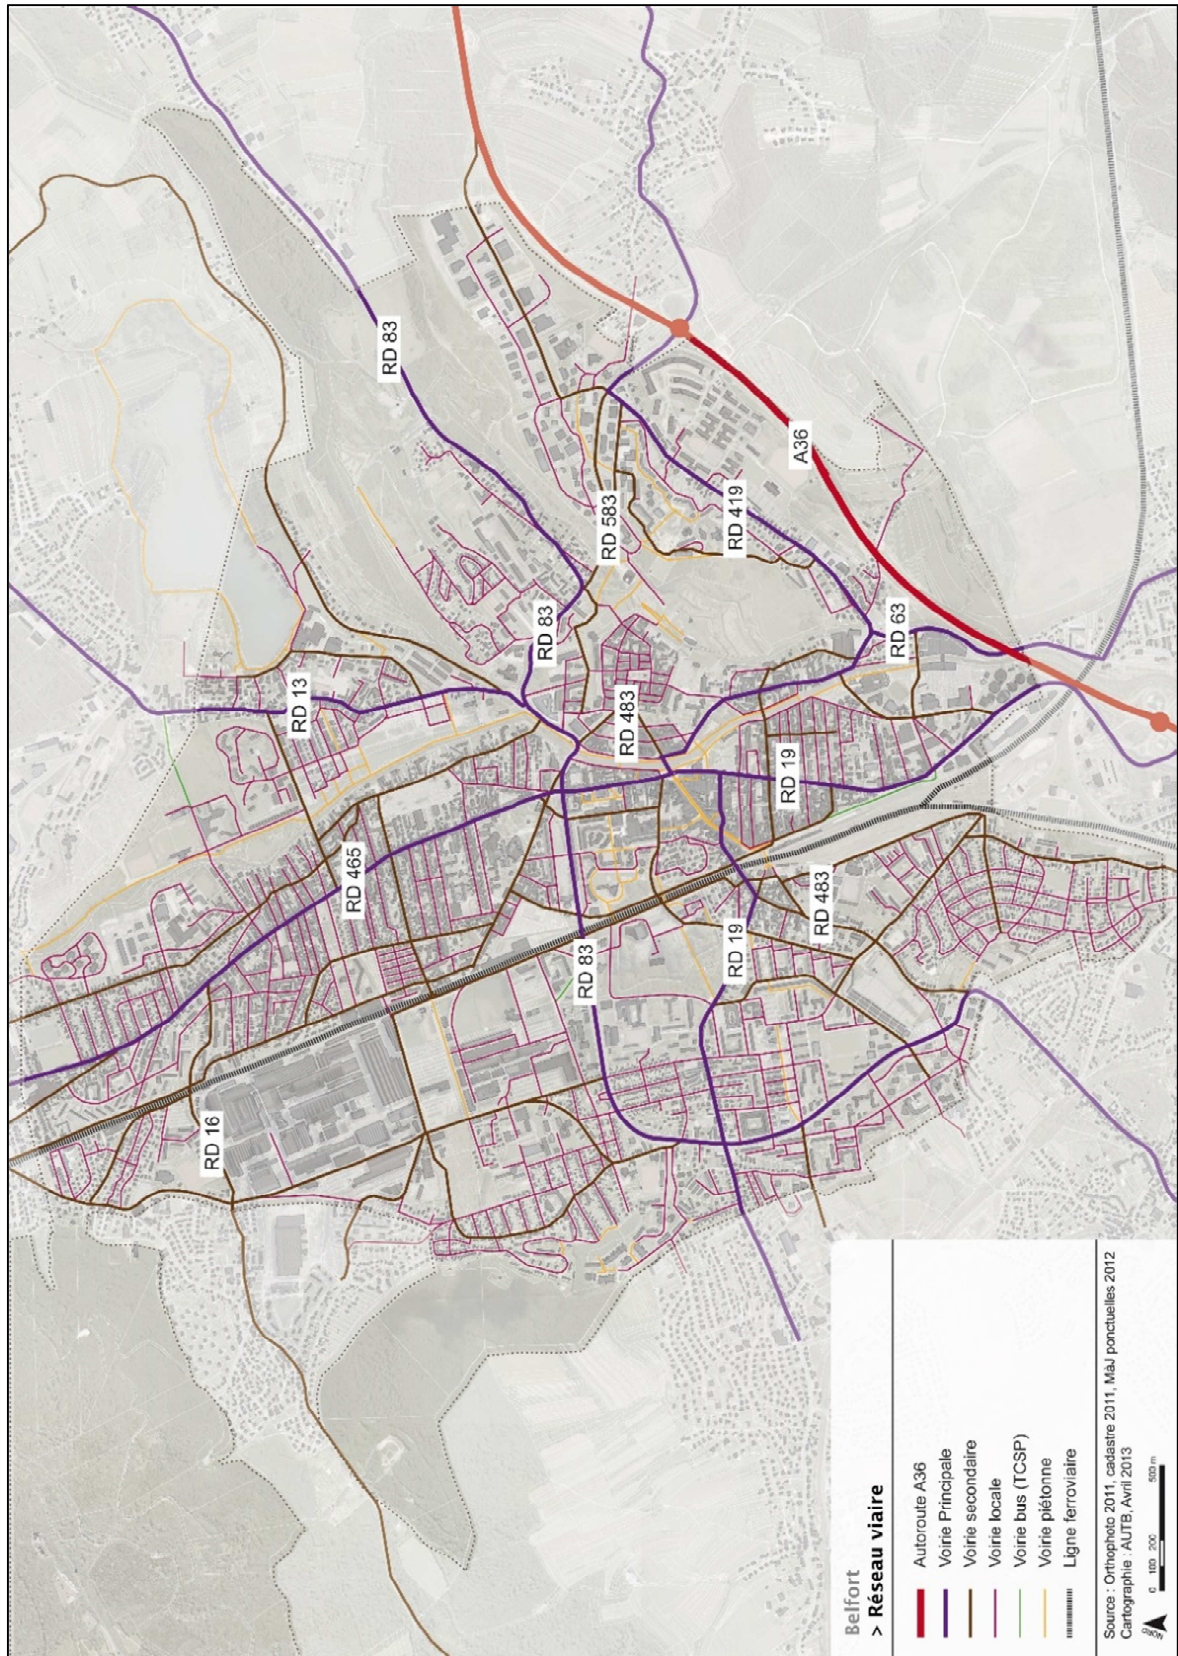 Belfort
> Réseau viaire
Autoroute A36
Voirie Principale
Voirie secondaire
Voirie locale
Voirie bus (TCSP)
Voirie piétonne
Ligne ferroviaire
Source : Orthophoto 2011, cadastre 2011, MàJ ponctuelles 2012
Cartographie : AUTB, Avril 2013
NORD
0 100 200 500 m
RD 16
RD 465
RD 13
RD 83
RD 83
RD 83
RD 583
RD 483
RD 419
RD 19
RD 19
RD 483
A36
RD 63